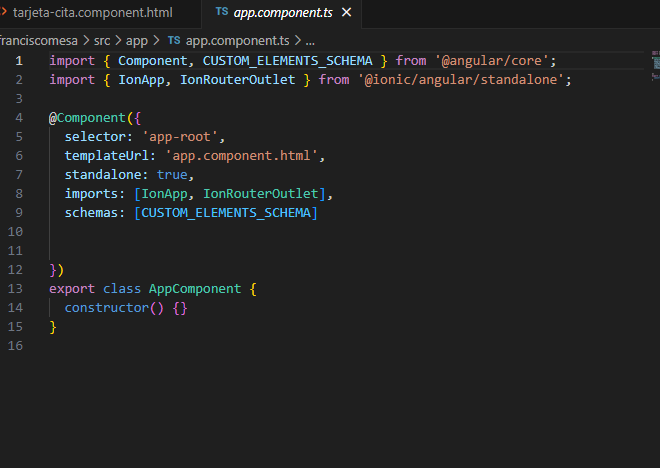 tarjeta-cita.component.html TS app.component.ts ×
franciscomesa > src > app > TS app.component.ts > ...
1 import { Component, CUSTOM_ELEMENTS_SCHEMA } from '@angular/core';
2 import { IonApp, IonRouterOutlet } from '@ionic/angular/standalone';
3
4 @Component({
5 selector: 'app-root',
6 templateUrl: 'app.component.html',
7 standalone: true,
8 imports: [IonApp, IonRouterOutlet],
9 schemas: [CUSTOM_ELEMENTS_SCHEMA]
10
11
12 })
13 export class AppComponent {
14 constructor() {}
15 }
16